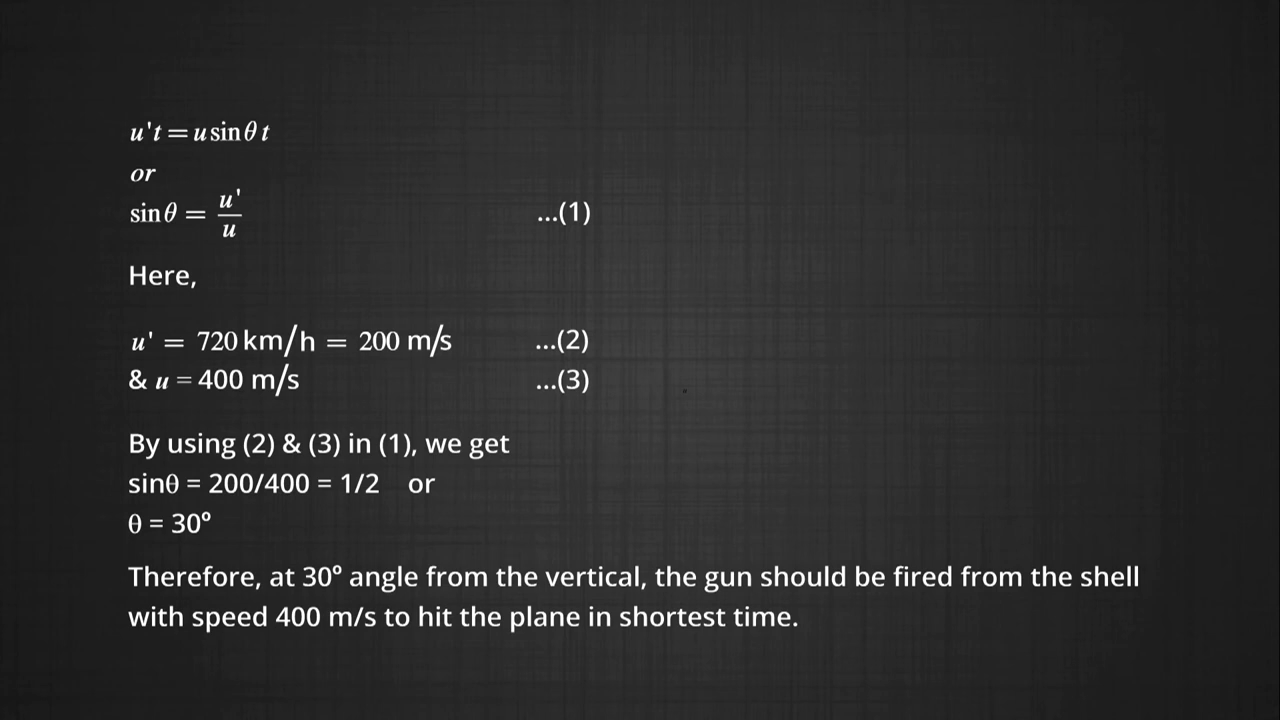 u't = u sinθ t
or
sinθ = u'/u ...(1)
Here,
u' = 720 km/h = 200 m/s ...(2)
& u = 400 m/s ...(3)
By using (2) & (3) in (1), we get
sinθ = 200/400 = 1/2 or
θ = 30º
Therefore, at 30º angle from the vertical, the gun should be fired from the shell
with speed 400 m/s to hit the plane in shortest time.